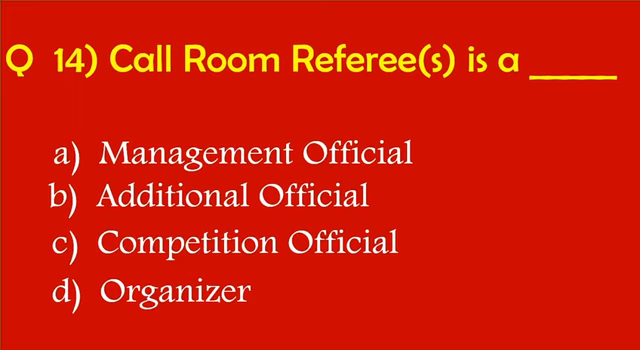 Q 14) Call Room Referee(s) is a _____
a) Management Official
b) Additional Official
c) Competition Official
d) Organizer